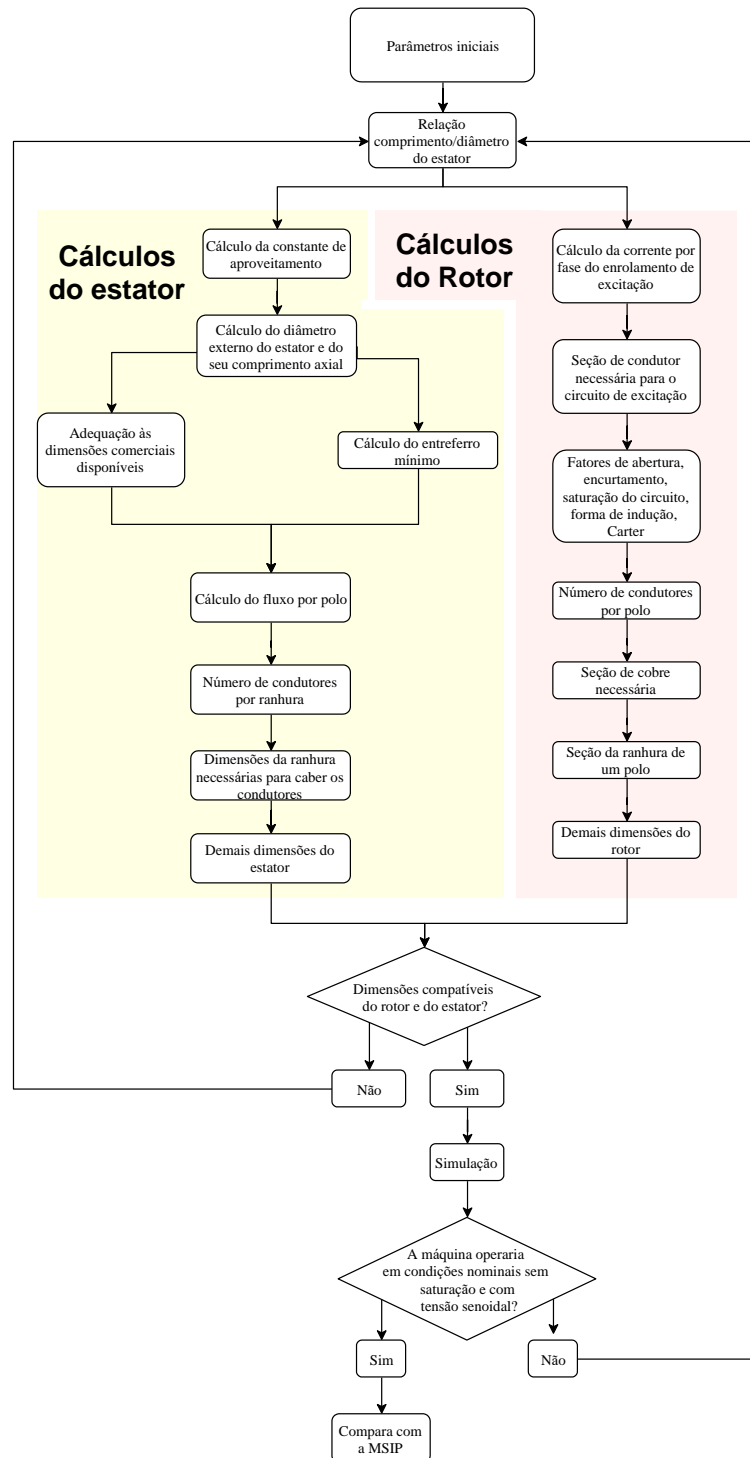 Parâmetros iniciais
Relação
comprimento/diâmetro
do estator
Cálculos
do estator
Cálculo da constante de
aproveitamento
Cálculo do diâmetro
externo do estator e do
seu comprimento axial
Adequação às
dimensões comerciais
disponíveis
Cálculo do entreferro
mínimo
Cálculo do fluxo por polo
Número de condutores
por ranhura
Dimensões da ranhura
necessárias para caber os
condutores
Demais dimensões do
estator
Cálculos
do Rotor
Cálculo da corrente por
fase do enrolamento de
excitação
Seção de condutor
necessária para o
circuito de excitação
Fatores de abertura,
encurtamento,
saturação do circuito,
forma de indução,
Carter
Número de condutores
por polo
Seção de cobre
necessária
Seção da ranhura de
um polo
Demais dimensões do
rotor
Dimensões compatíveis
do rotor e do estator?
Não
Sim
Simulação
A máquina operaria
em condições nominais sem
saturação e com
tensão senoidal?
Sim
Não
Compara com
a MSIP